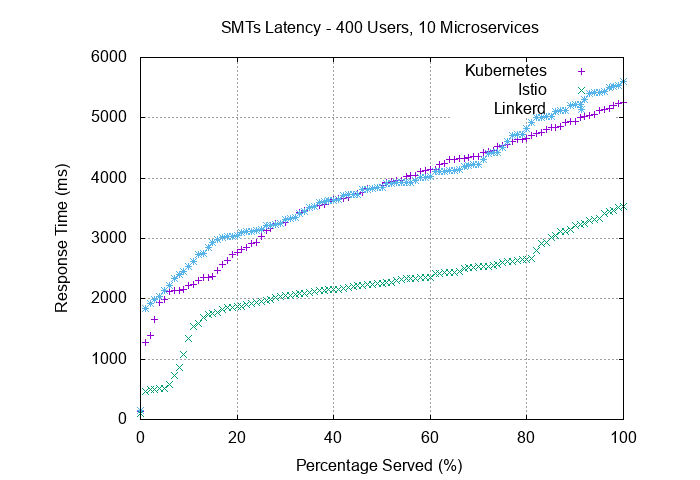 SMTs Latency - 400 Users, 10 Microservices
6000
5000
4000
3000
2000
1000
0
Response Time (ms)
Kubernetes
Istio
Linkerd
0 20 40 60 80 100
Percentage Served (%)